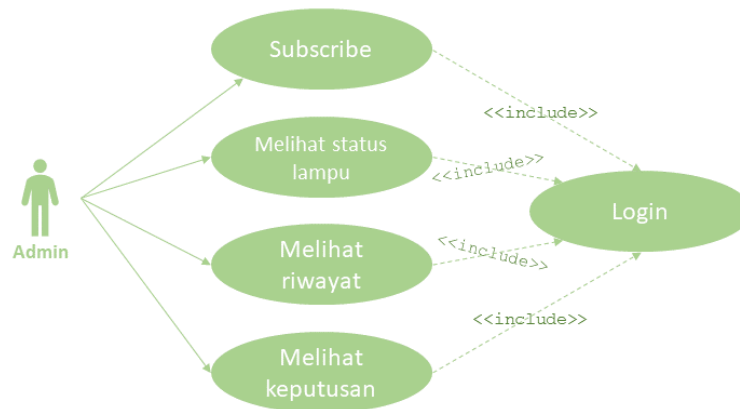 Subscribe
<<include>>
Melihat status
lampu
<<include>>
Admin
Login
Melihat
riwayat
<<include>>
<<include>>
Melihat
keputusan